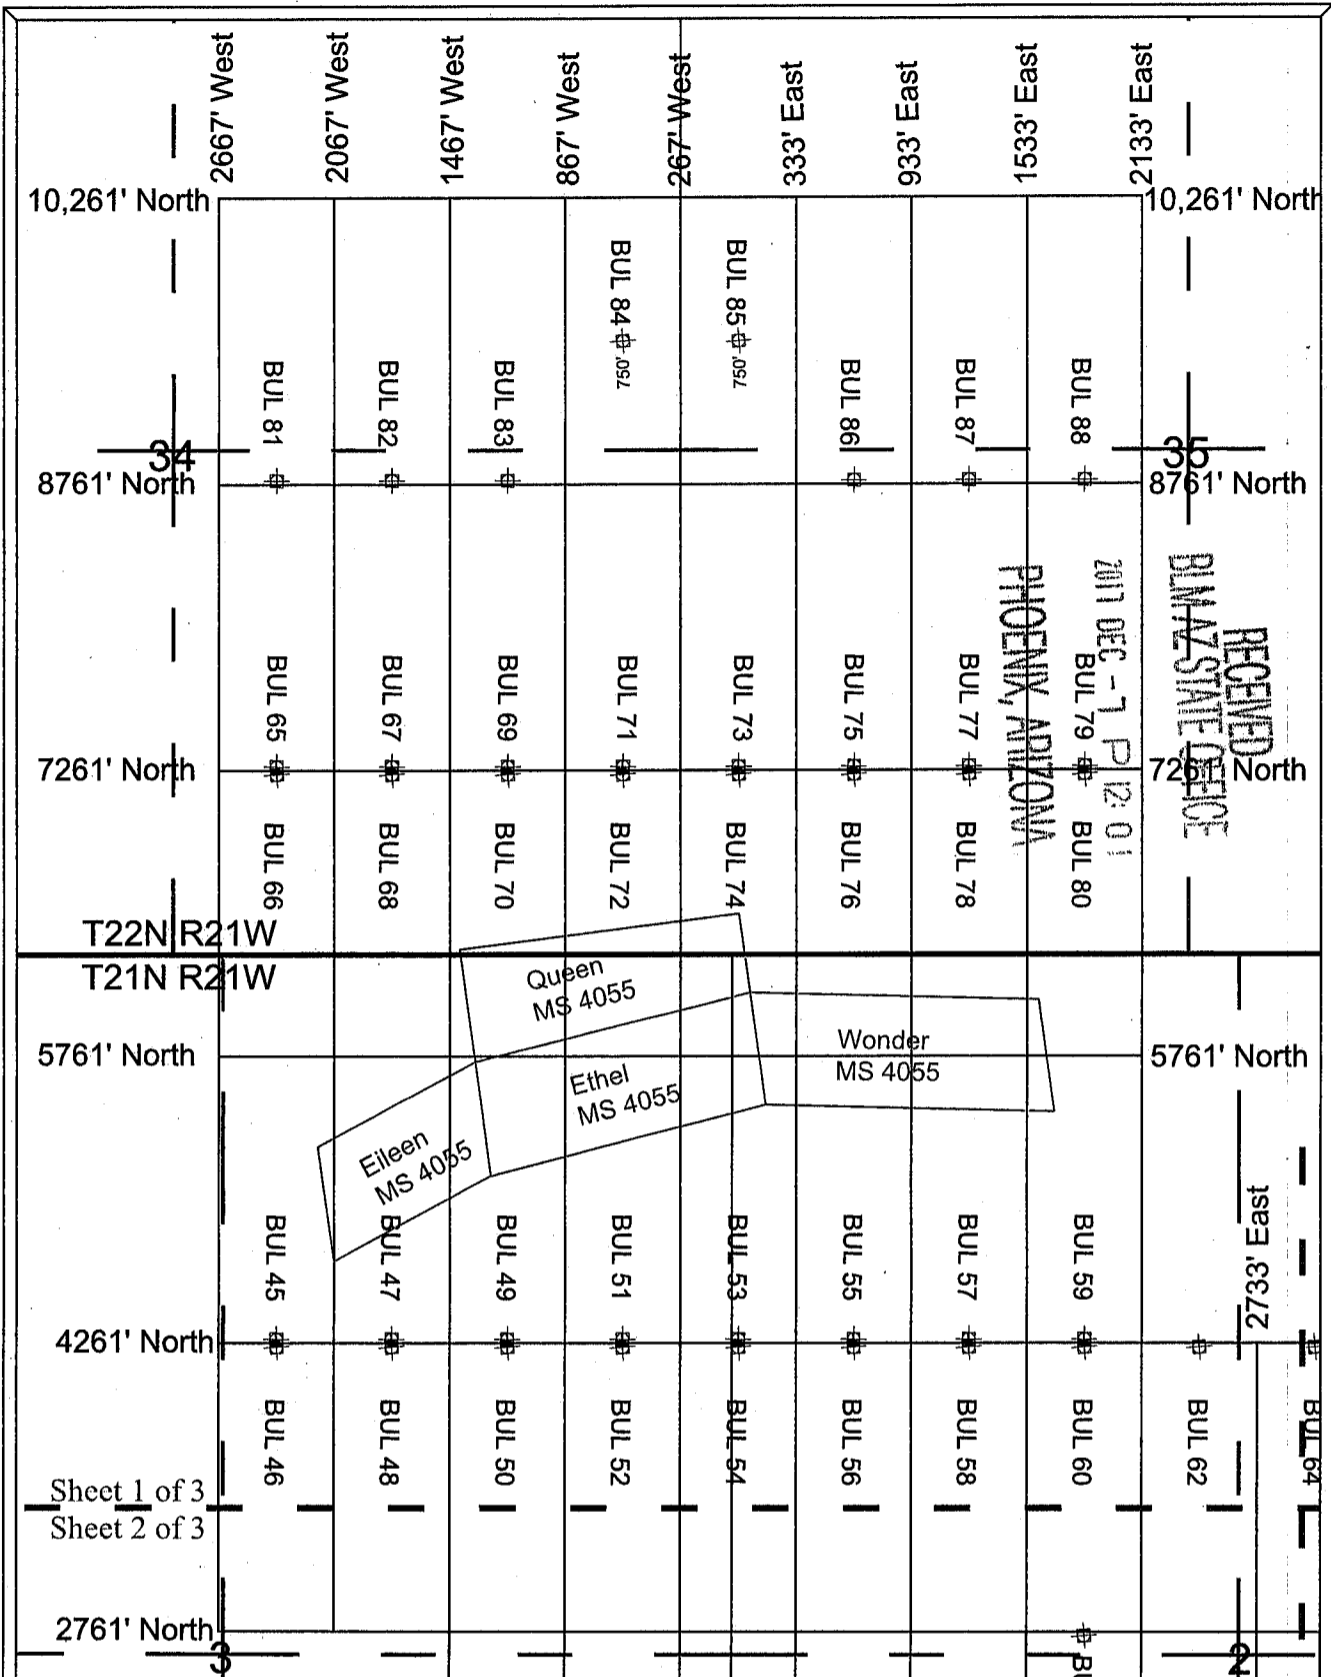 2667' West
2067' West
1467' West
867' West
267' West
333' East
933' East
1533' East
2133' East
10,261' North
10,261' North
BUL 84
750'
BUL 85
750'
BUL 81
BUL 82
BUL 83
BUL 86
BUL 87
BUL 88
34
35
8761' North
8761' North
RECEIVED
BLM AZ STATE OFFICE
2017 DEC -7 P 12:01
PHOENIX, ARIZONA
BUL 65
BUL 67
BUL 69
BUL 71
BUL 73
BUL 75
BUL 77
BUL 79
7261' North
7261' North
BUL 66
BUL 68
BUL 70
BUL 72
BUL 74
BUL 76
BUL 78
BUL 80
T22N R21W
T21N R21W
Queen
MS 4055
Wonder
MS 4055
5761' North
5761' North
Ethel
MS 4055
Eileen
MS 4055
BUL 45
BUL 47
BUL 49
BUL 51
BUL 53
BUL 55
BUL 57
BUL 59
2733' East
4261' North
BUL 46
BUL 48
BUL 50
BUL 52
BUL 54
BUL 56
BUL 58
BUL 60
BUL 62
BUL 64
Sheet 1 of 3
Sheet 2 of 3
2761' North
3
2